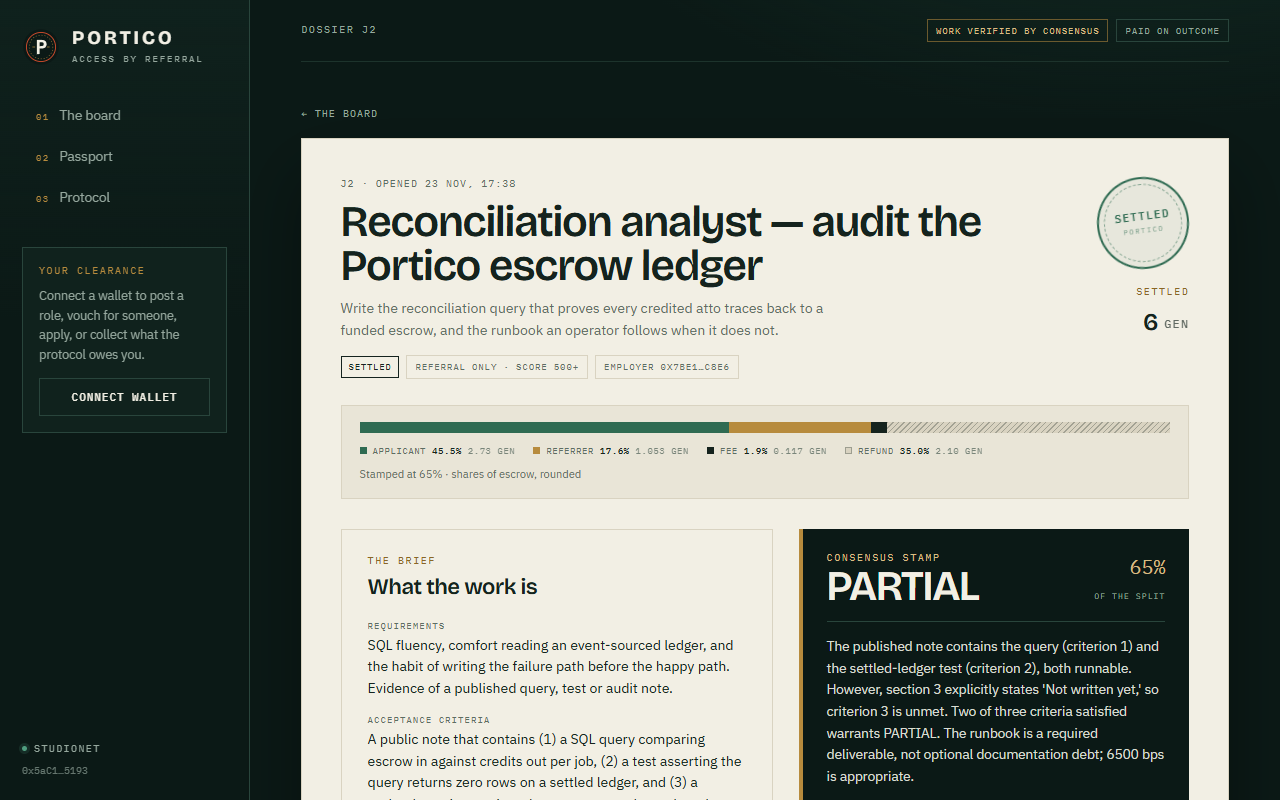 P
PORTICO
ACCESS BY REFERRAL
01 The board
02 Passport
03 Protocol
YOUR CLEARANCE
Connect a wallet to post a
role, vouch for someone,
apply, or collect what the
protocol owes you.
CONNECT WALLET
STUDIONET
0x5aC1…5193
DOSSIER J2
WORK VERIFIED BY CONSENSUS
PAID ON OUTCOME
← THE BOARD
J2 · OPENED 23 NOV, 17:38
Reconciliation analyst — audit the
Portico escrow ledger
Write the reconciliation query that proves every credited atto traces back to a
funded escrow, and the runbook an operator follows when it does not.
SETTLED
REFERRAL ONLY · SCORE 500+
EMPLOYER 0X7BE1…C8E6
SETTLED
PORTICO
SETTLED
6 GEN
APPLICANT 45.5% 2.73 GEN
REFERRER 17.6% 1.053 GEN
FEE 1.9% 0.117 GEN
REFUND 35.0% 2.10 GEN
Stamped at 65% · shares of escrow, rounded
THE BRIEF
What the work is
REQUIREMENTS
SQL fluency, comfort reading an event-sourced ledger, and
the habit of writing the failure path before the happy path.
Evidence of a published query, test or audit note.
ACCEPTANCE CRITERIA
A public note that contains (1) a SQL query comparing
escrow in against credits out per job, (2) a test asserting the
query returns zero rows on a settled ledger, and (3) a
CONSENSUS STAMP
PARTIAL
65%
OF THE SPLIT
The published note contains the query (criterion 1) and
the settled-ledger test (criterion 2), both runnable.
However, section 3 explicitly states 'Not written yet,' so
criterion 3 is unmet. Two of three criteria satisfied
warrants PARTIAL. The runbook is a required
deliverable, not optional documentation debt; 6500 bps
is appropriate.